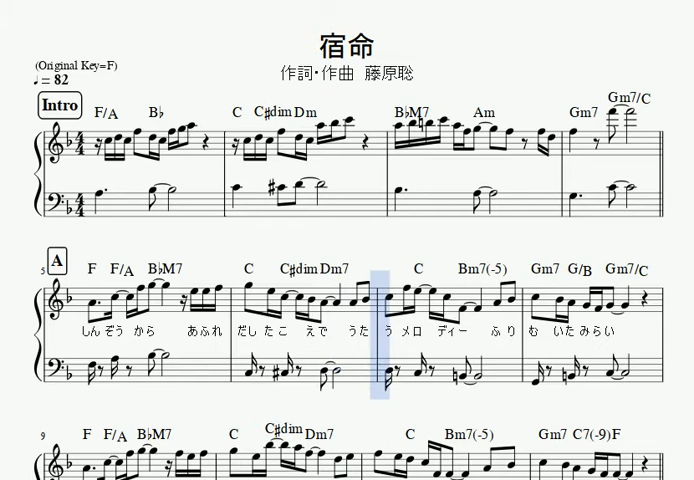 宿命
作詞・作曲 藤原聡
(Original Key=F)
♩= 82
Intro
F/A B♭ C C♯dim Dm B♭M7 Am Gm7 Gm7/C
A
5
F F/A B♭M7 C C♯dim Dm7 C Bm7(-5) Gm7 G/B Gm7/C
しん ぞう から あふれ だし たこ えで うた う メロ ディー ふり む いた みらい
9
F F/A B♭M7 C C♯dim Dm7 C Bm7(-5) Gm7 C7(-9) F